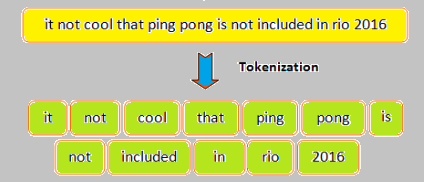 it not cool that ping pong is not included in rio 2016
Tokenization
it not cool that ping pong is
not included in rio 2016